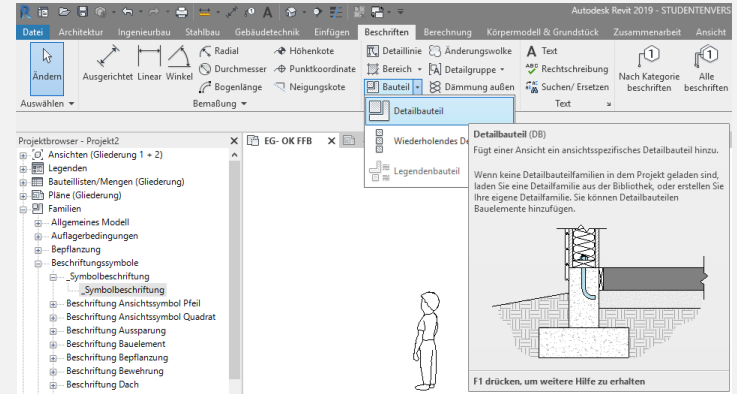 Autodesk Revit 2019 - STUDENTENVERS
Datei Architektur Ingenieurbau Stahlbau Gebäudetechnik Einfügen Beschriften Berechnung Körpermodell & Grundstück Zusammenarbeit Ansicht
Ändern
Auswählen
Ausgerichtet Linear Winkel
Radial
Durchmesser
Bogenlänge
Höhenkote
Punktkoordinate
Neigungskote
Bemaßung
Detaillinie
Bereich
Bauteil
Änderungswolke
Detailgruppe
Dämmung außen
A Text
ABC Rechtschreibung
Suchen/ Ersetzen
Text
1
Nach Kategorie
beschriften
1
Alle
beschriften
Detailbauteil
Wiederholendes De
Legendenbauteil
Detailbauteil (DB)
Fügt einer Ansicht ein ansichtsspezifisches Detailbauteil hinzu.
Wenn keine Detailbauteilfamilien in dem Projekt geladen sind,
laden Sie eine Detailfamilie aus der Bibliothek, oder erstellen Sie
Ihre eigene Detailfamilie. Sie können Detailbauteilen
Bauelemente hinzufügen.
F1 drücken, um weitere Hilfe zu erhalten
Projektbrowser - Projekt2
EG- OK FFB
Ansichten (Gliederung 1 + 2)
Legenden
Bauteillisten/Mengen (Gliederung)
Pläne (Gliederung)
Familien
Allgemeines Modell
Auflagerbedingungen
Bepflanzung
Beschriftungssymbole
_Symbolbeschriftung
_Symbolbeschriftung
Beschriftung Ansichtssymbol Pfeil
Beschriftung Ansichtssymbol Quadrat
Beschriftung Aussparung
Beschriftung Bauelement
Beschriftung Bepflanzung
Beschriftung Bewehrung
Beschriftung Dach